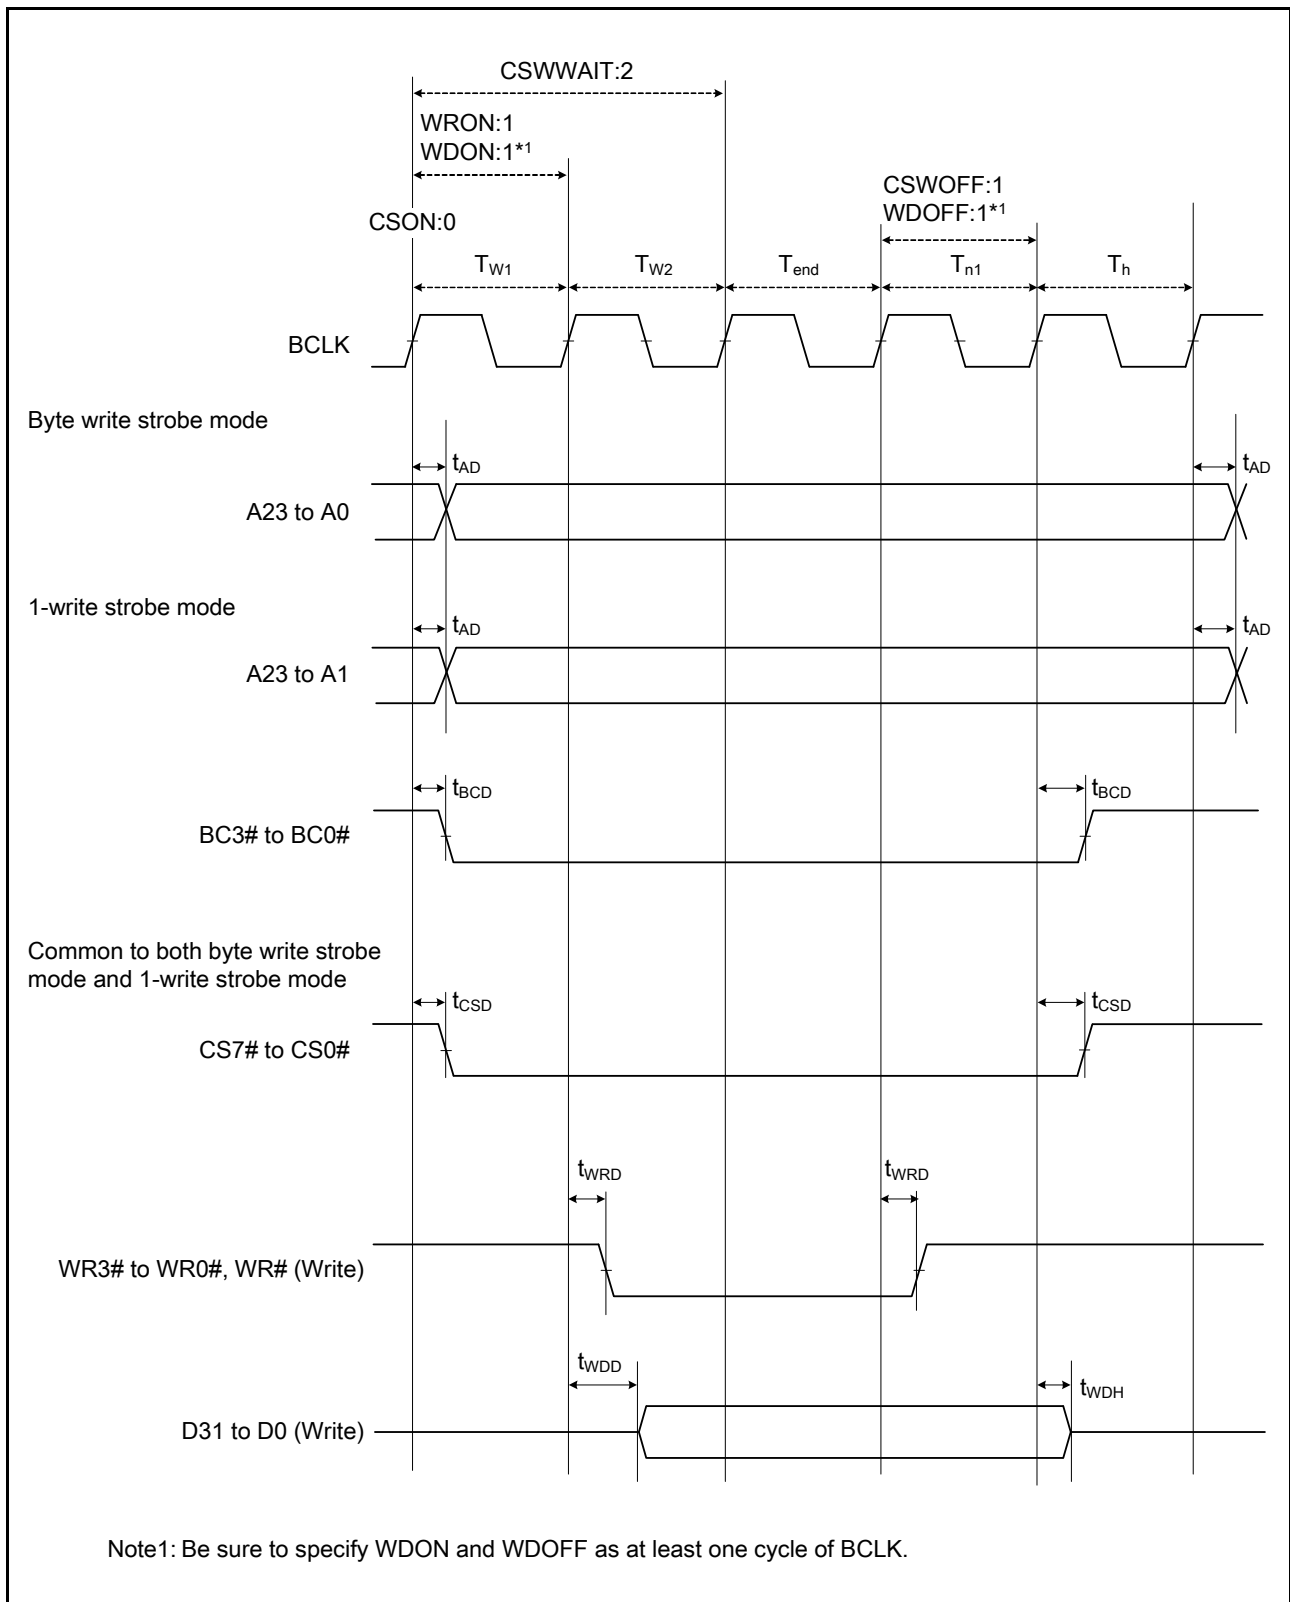 CSWWAIT:2
WRON:1
WDON:1*1
CSON:0
CSWOFF:1
WDOFF:1*1
TW1 TW2 Tend Tn1 Th
BCLK
Byte write strobe mode
tAD tAD
A23 to A0
1-write strobe mode
tAD tAD
A23 to A1
tBCD tBCD
BC3# to BC0#
Common to both byte write strobe
mode and 1-write strobe mode
tCSD tCSD
CS7# to CS0#
tWRD tWRD
WR3# to WR0#, WR# (Write)
tWDD tWDH
D31 to D0 (Write)
Note1: Be sure to specify WDON and WDOFF as at least one cycle of BCLK.